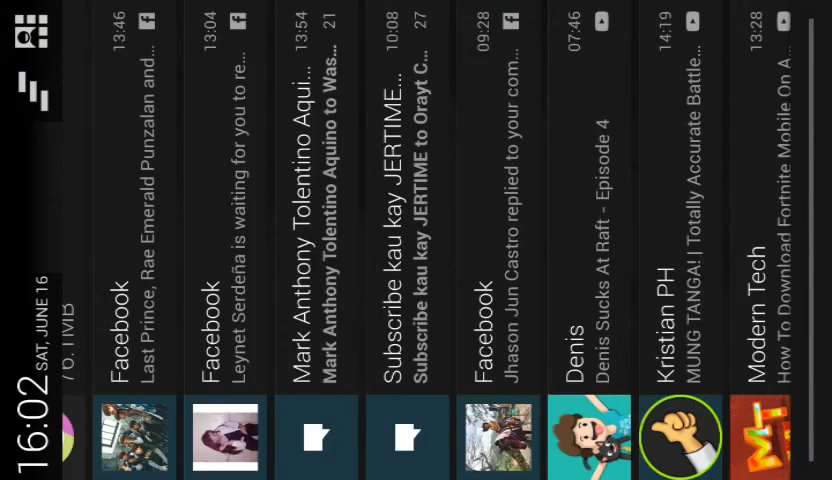 16:02 SAT, JUNE 16
Facebook 13:46
Last Prince, Rae Emerald Punzalan and...
Facebook 13:04
Leynet Serdeña is waiting for you to re...
Mark Anthony Tolentino Aqui... 13:54
Mark Anthony Tolentino Aquino to Was... 21
Subscribe kau kay JERTIME... 10:08
Subscribe kau kay JERTIME to Orayt C... 27
Facebook 09:28
Jhason Jun Castro replied to your com...
Denis 07:46
Denis Sucks At Raft - Episode 4
Kristian PH 14:19
MUNG TANGA! | Totally Accurate Battle...
Modern Tech 13:28
How To Download Fortnite Mobile On A...
MT